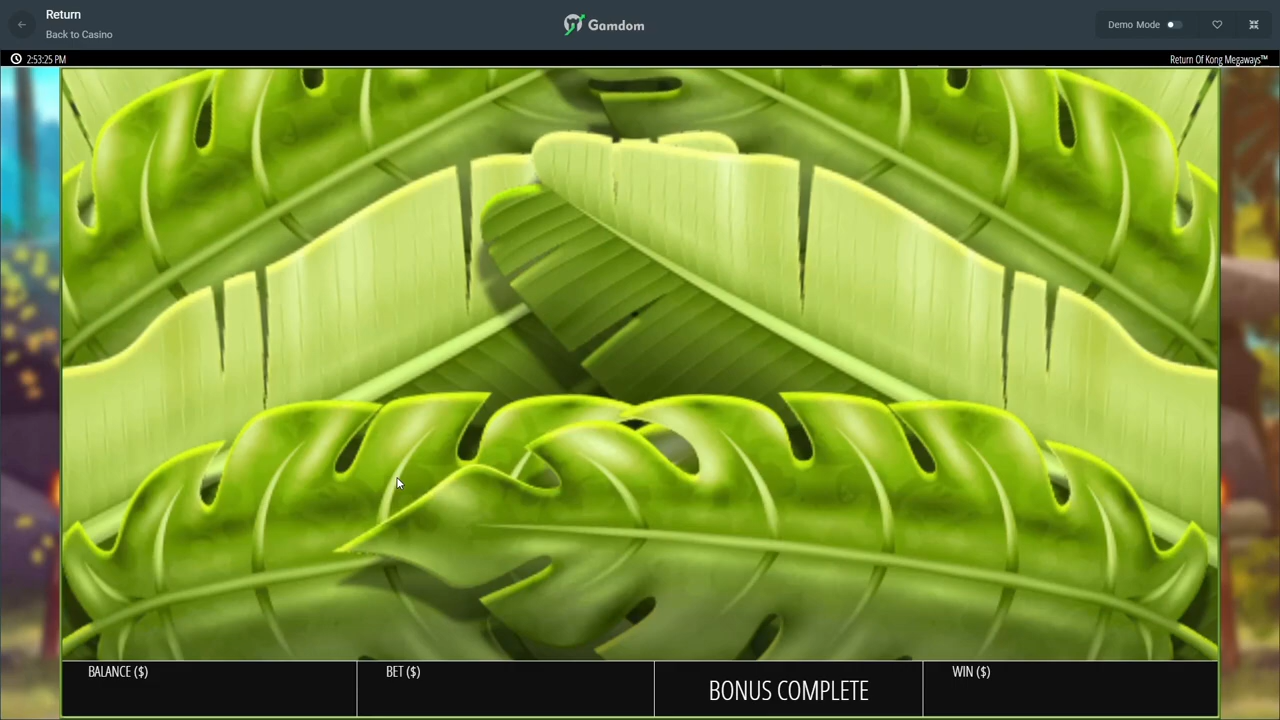 Return
Back to Casino
Gamdom
Demo Mode
2:53:25 PM
Return Of Kong Megaways™
BALANCE ($)
BET ($)
BONUS COMPLETE
WIN ($)